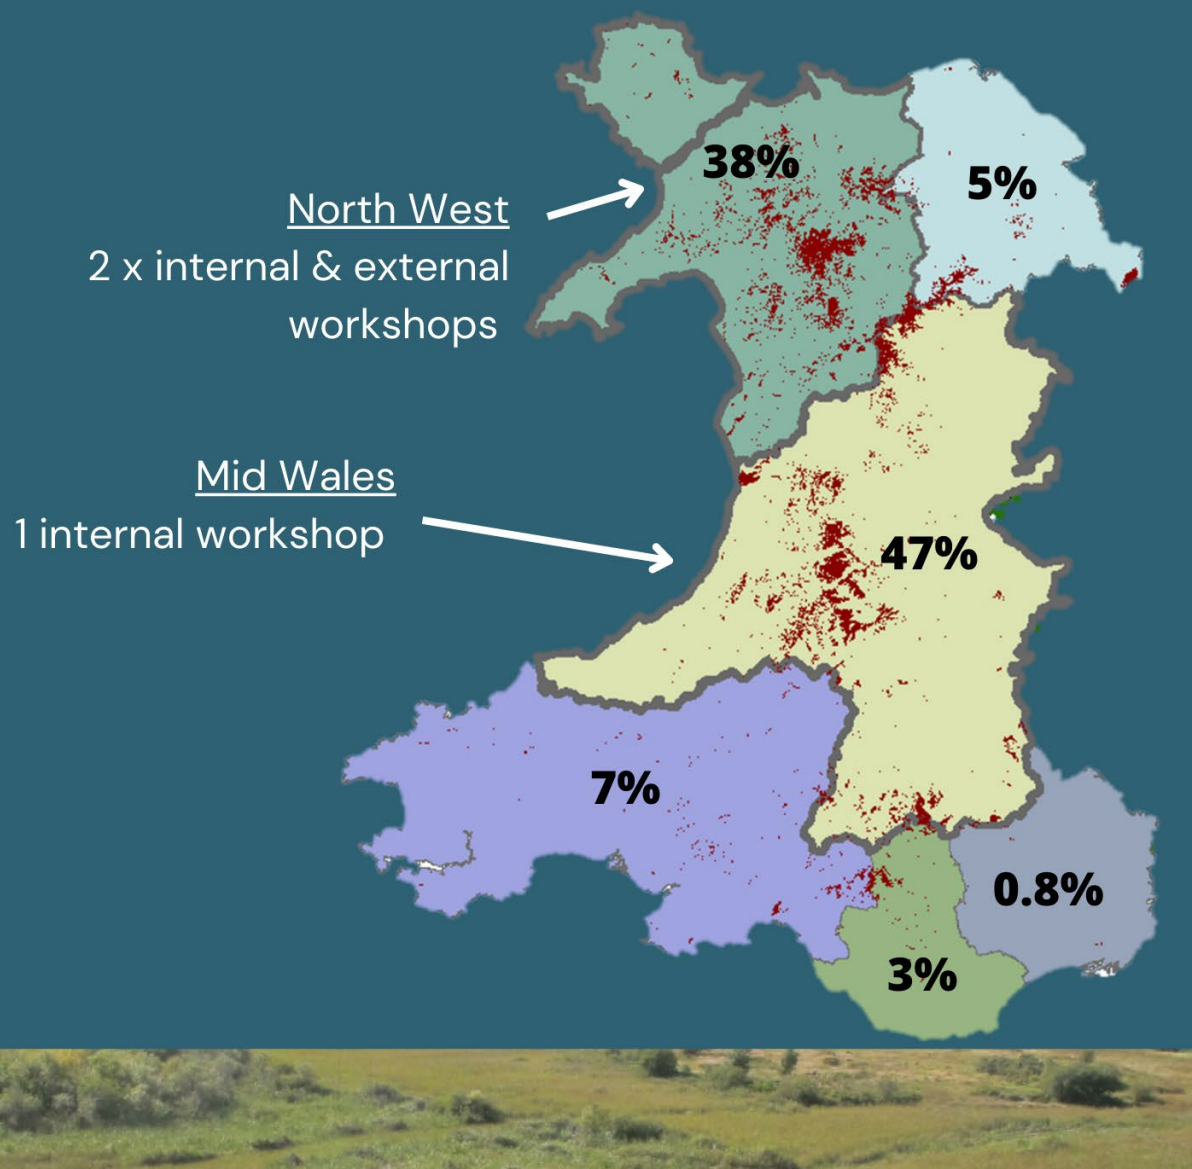 38%
5%
North West
2 x internal & external
workshops
Mid Wales
1 internal workshop
47%
7%
0.8%
3%